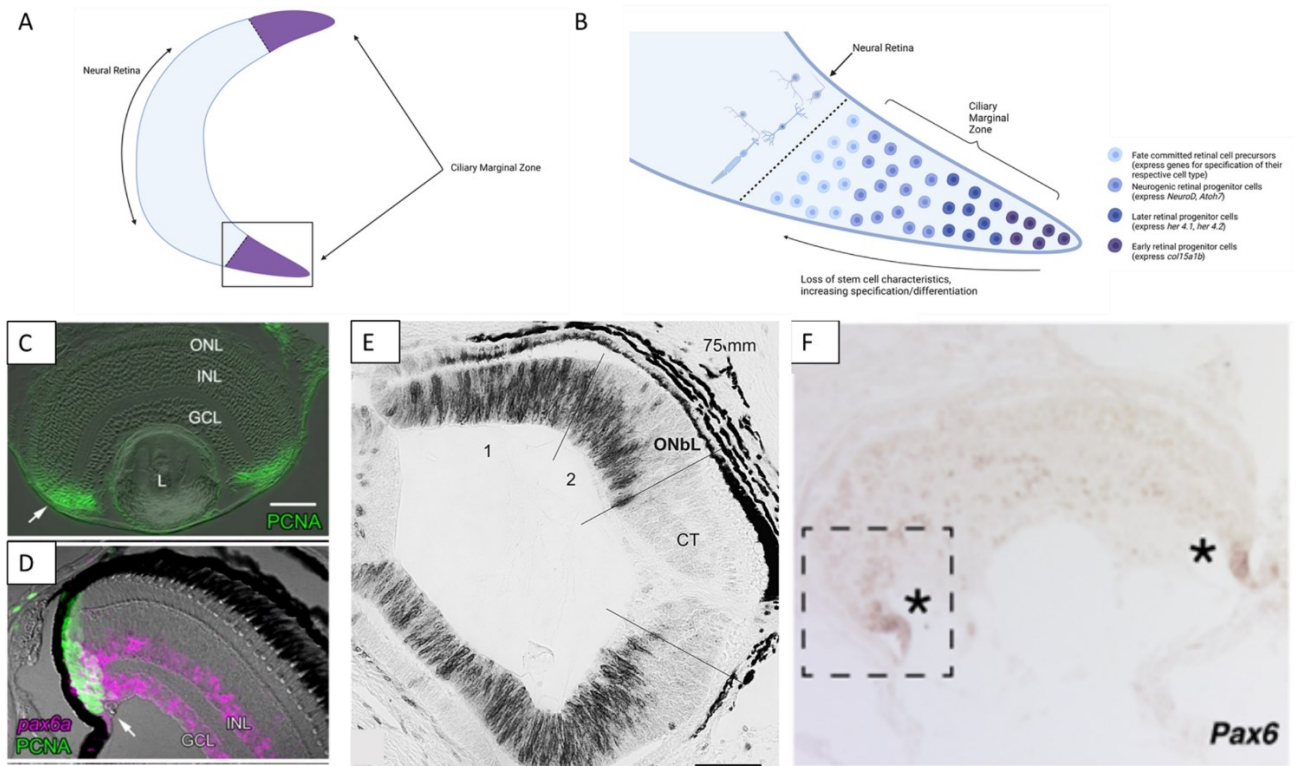 A
Neural Retina
Ciliary Marginal Zone
B
Neural Retina
Ciliary
Marginal
Zone
Fate committed retinal cell precursors
(express genes for specification of their
respective cell type)
Neurogenic retinal progenitor cells
(express NeuroD, Atoh7)
Later retinal progenitor cells
(express her 4.1, her 4.2)
Early retinal progenitor cells
(express col15a1b)
Loss of stem cell characteristics,
increasing specification/differentiation
C
ONL
INL
GCL
L
PCNA
D
pax6a
PCNA
GCL
INL
E
75 mm
1
2
ONbL
CT
F
*
*
Pax6